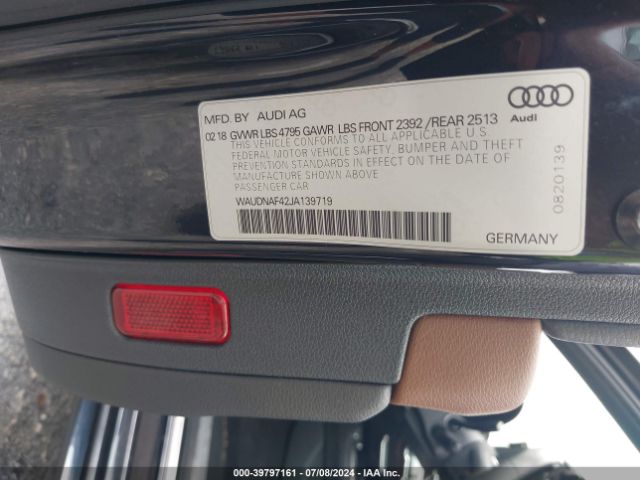 MFD. BY AUDI AG
Audi
02.18 GVWR LBS 4795 GAWR LBS FRONT 2392 / REAR 2513
THIS VEHICLE CONFORMS TO ALL APPLICABLE U.S.
FEDERAL MOTOR VEHICLE SAFETY, BUMPER AND THEFT
PREVENTION STANDARDS IN EFFECT ON THE DATE OF
MANUFACTURE SHOWN ABOVE
PASSENGER CAR
WAUDNAF42JA139719
0820139
GERMANY
000-39797161 - 07/08/2024 - IAA Inc.